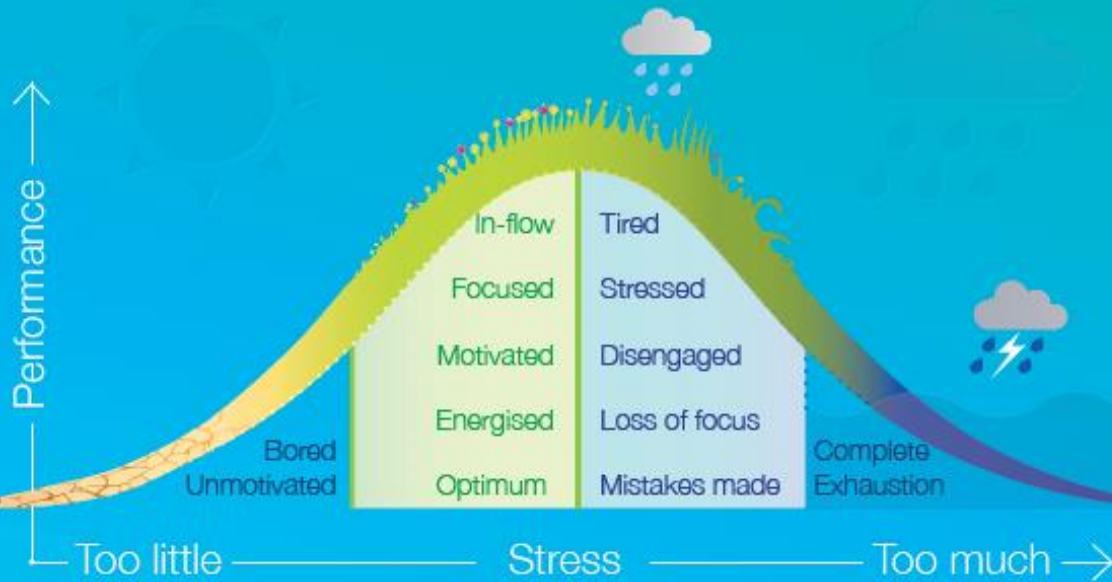 Performance
In-flow
Focused
Motivated
Energised
Optimum
Tired
Stressed
Disengaged
Loss of focus
Mistakes made
Bored
Unmotivated
Complete
Exhaustion
Too little
Stress
Too much